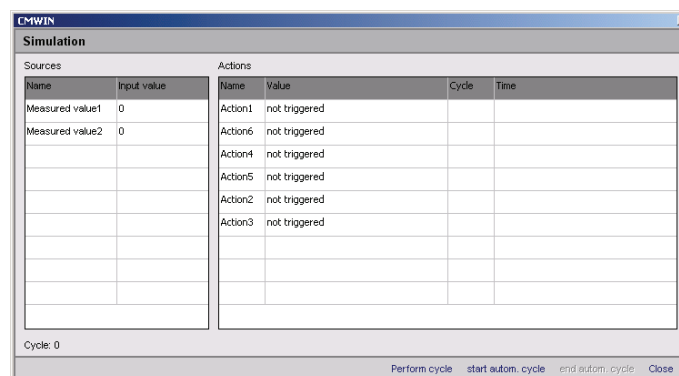 CMWIN
Simulation
Sources Actions
Name Input value Name Value Cycle Time
Measured value1 0 Action1 not triggered
Measured value2 0 Action6 not triggered
Action4 not triggered
Action5 not triggered
Action2 not triggered
Action3 not triggered
Cycle: 0
Perform cycle start autom. cycle end autom. cycle Close